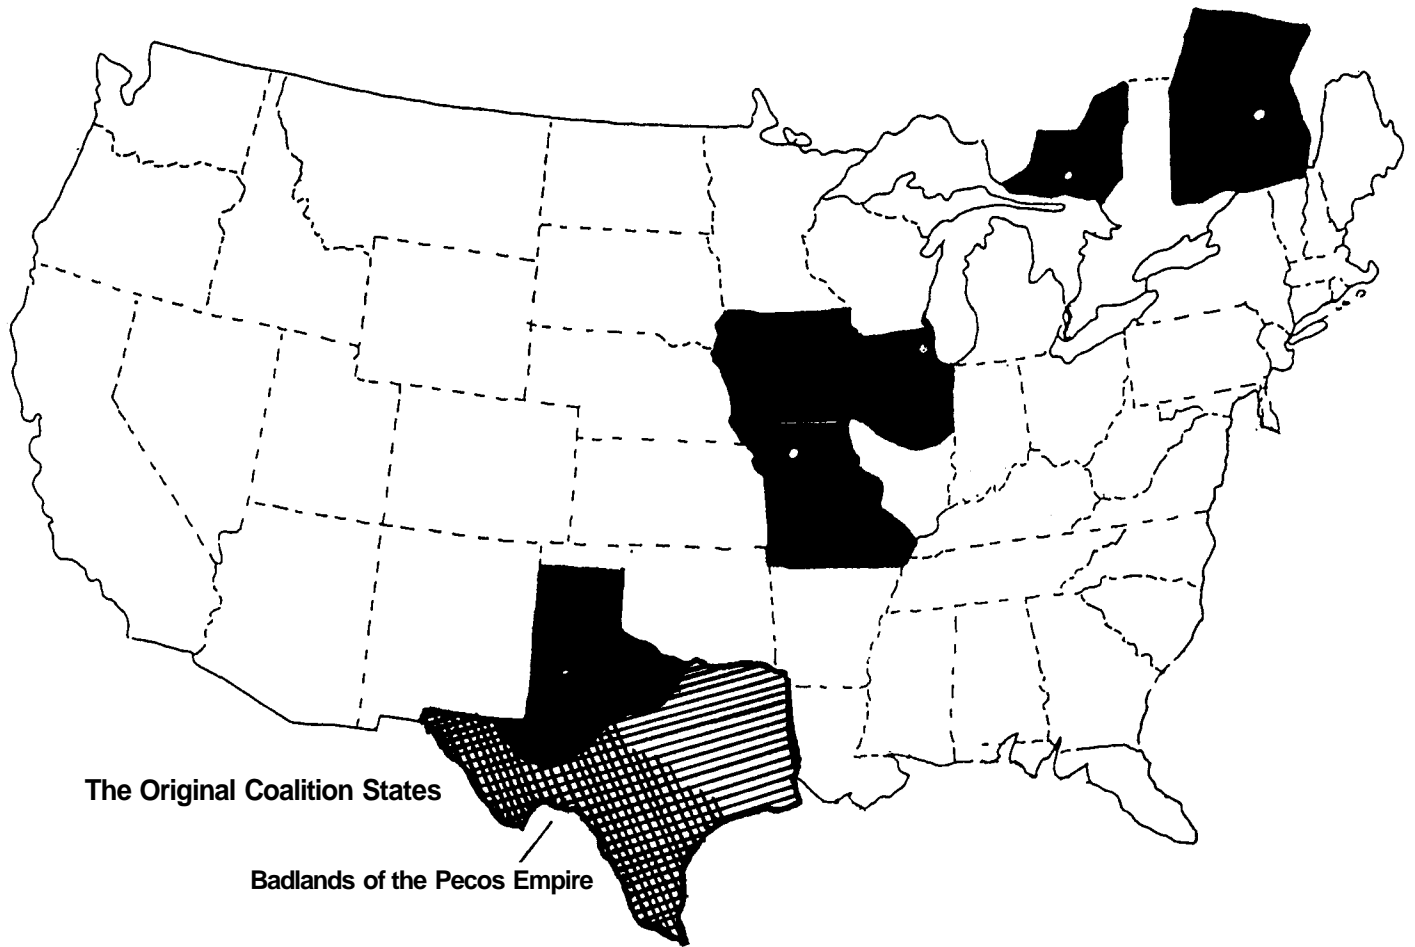 The Original Coalition States
Badlands of the Pecos Empire